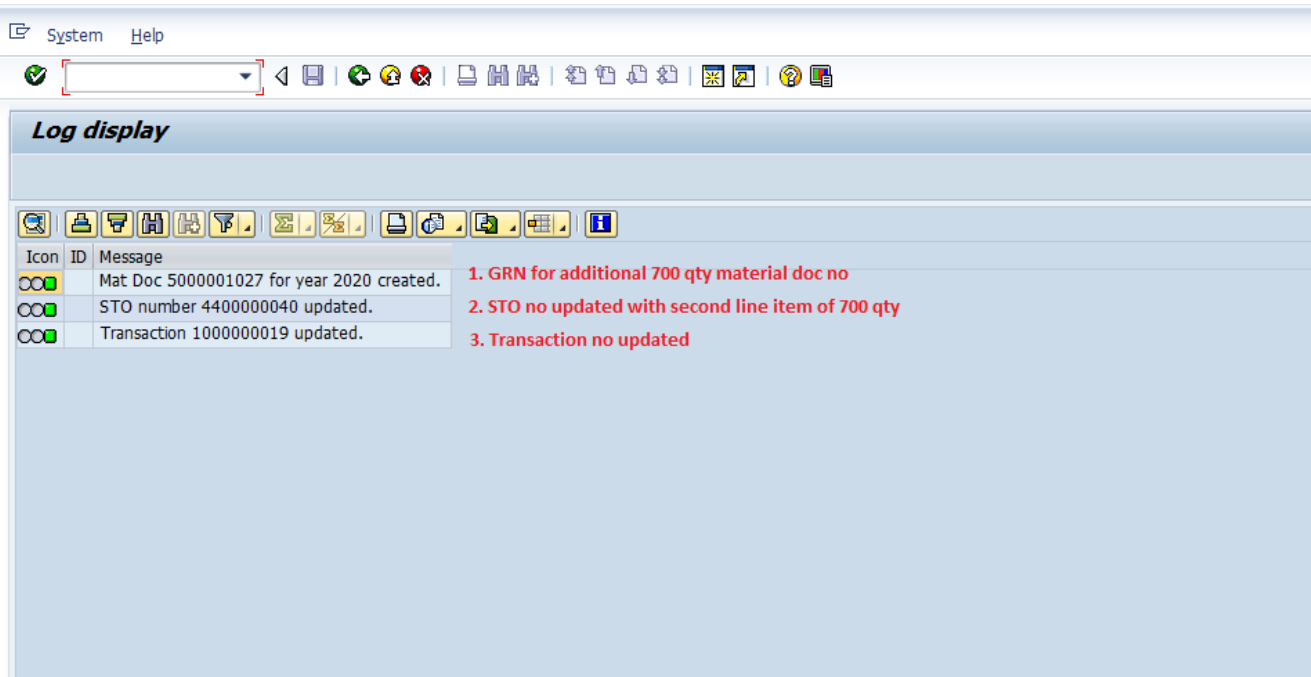 System Help
Log display
Icon ID Message
Mat Doc 5000001027 for year 2020 created.
1. GRN for additional 700 qty material doc no
STO number 4400000040 updated.
2. STO no updated with second line item of 700 qty
Transaction 1000000019 updated.
3. Transaction no updated